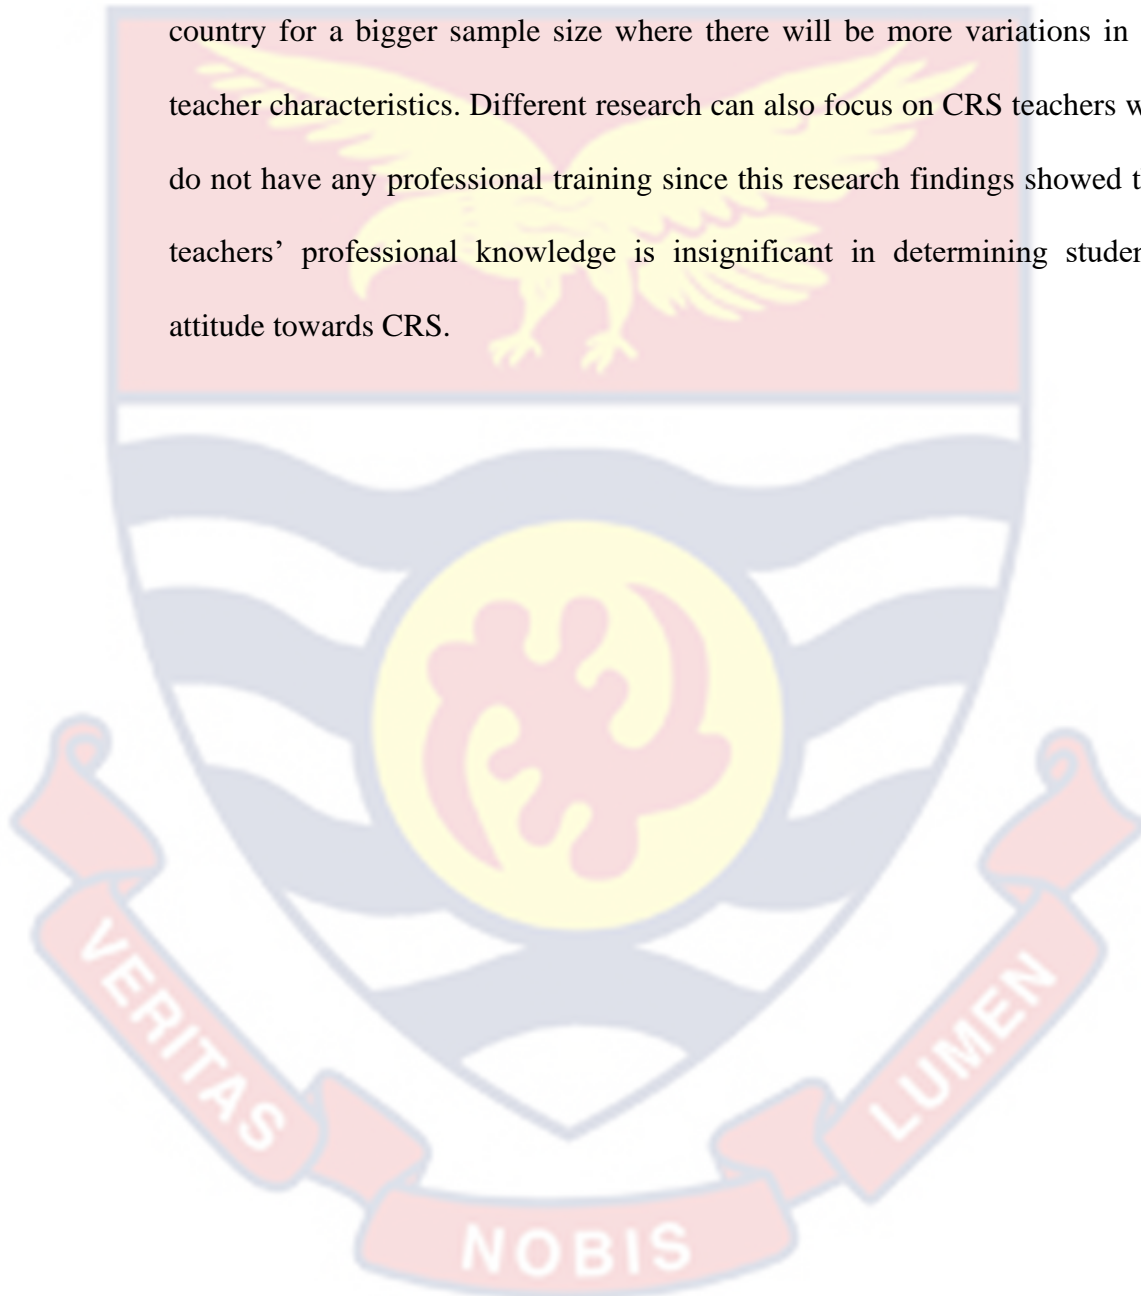 country for a bigger sample size where there will be more variations in
teacher characteristics. Different research can also focus on CRS teachers
do not have any professional training since this research findings showed
teachers’ professional knowledge is insignificant in determining
attitude towards CRS.
VERITAS
NOBIS
LUMEN